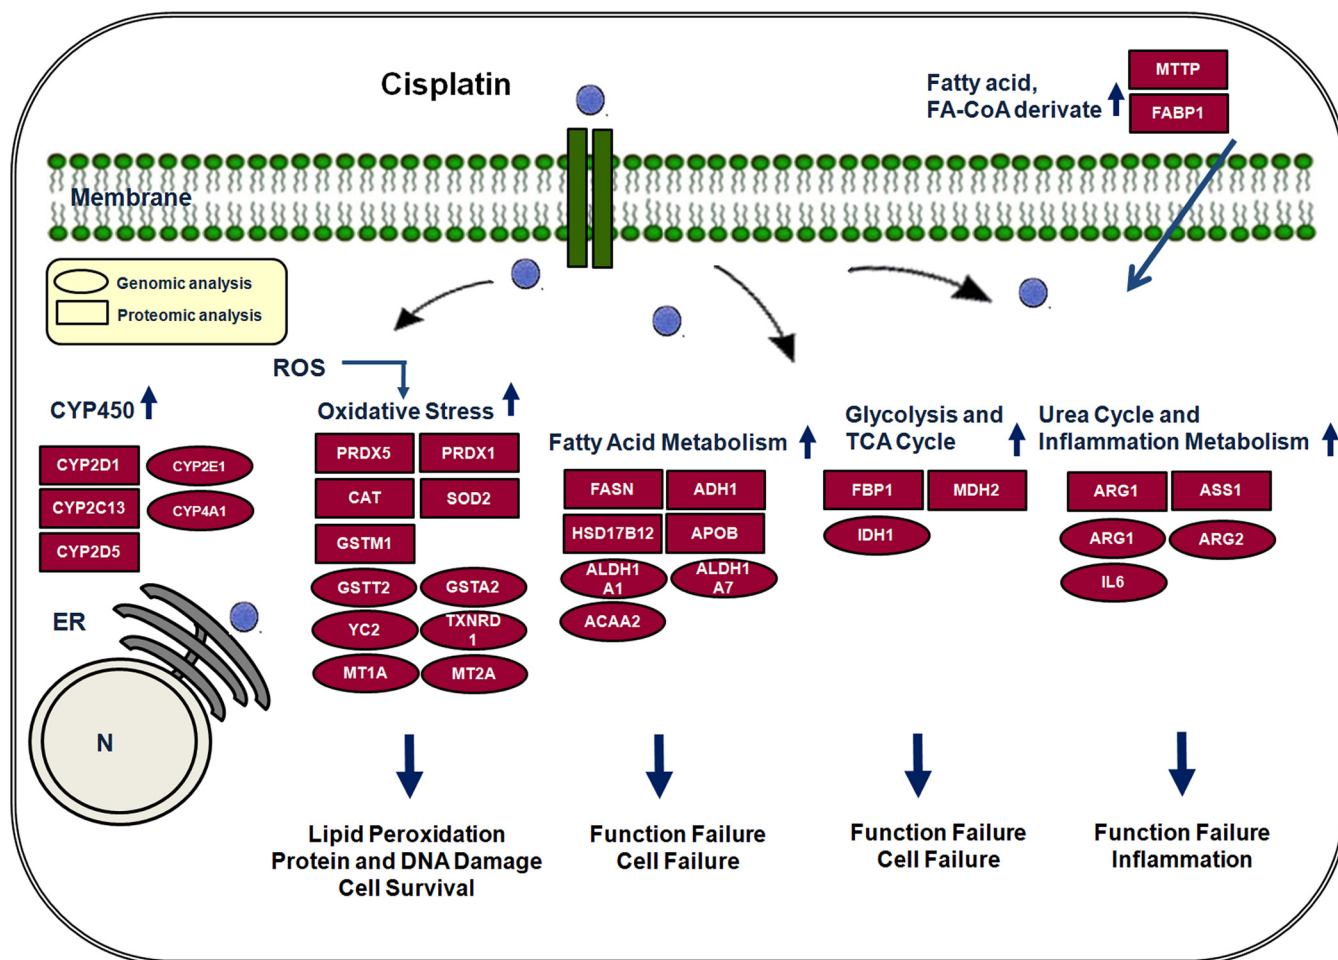 Cisplatin
Fatty acid,
FA-CoA derivate
MTTP
FABP1
Membrane
Genomic analysis
Proteomic analysis
ROS
CYP450
CYP2D1
CYP2E1
CYP2C13
CYP4A1
CYP2D5
ER
N
Oxidative Stress
PRDX5
PRDX1
CAT
SOD2
GSTM1
GSTT2
GSTA2
YC2
TXNRD
1
MT1A
MT2A
Lipid Peroxidation
Protein and DNA Damage
Cell Survival
Fatty Acid Metabolism
FASN
ADH1
HSD17B12
APOB
ALDH1
A1
ALDH1
A7
ACAA2
Function Failure
Cell Failure
Glycolysis and
TCA Cycle
FBP1
MDH2
IDH1
Function Failure
Cell Failure
Urea Cycle and
Inflammation Metabolism
ARG1
ASS1
ARG1
ARG2
IL6
Function Failure
Inflammation